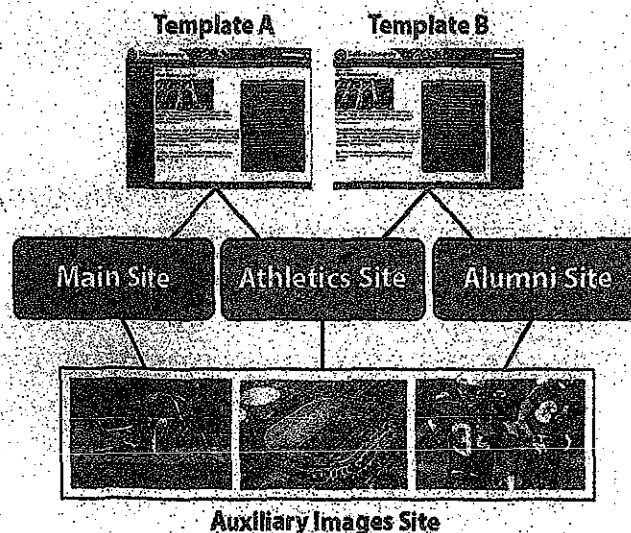 Template A
Template B
Main Site
Athletics Site
Alumni Site
Auxiliary Images Site